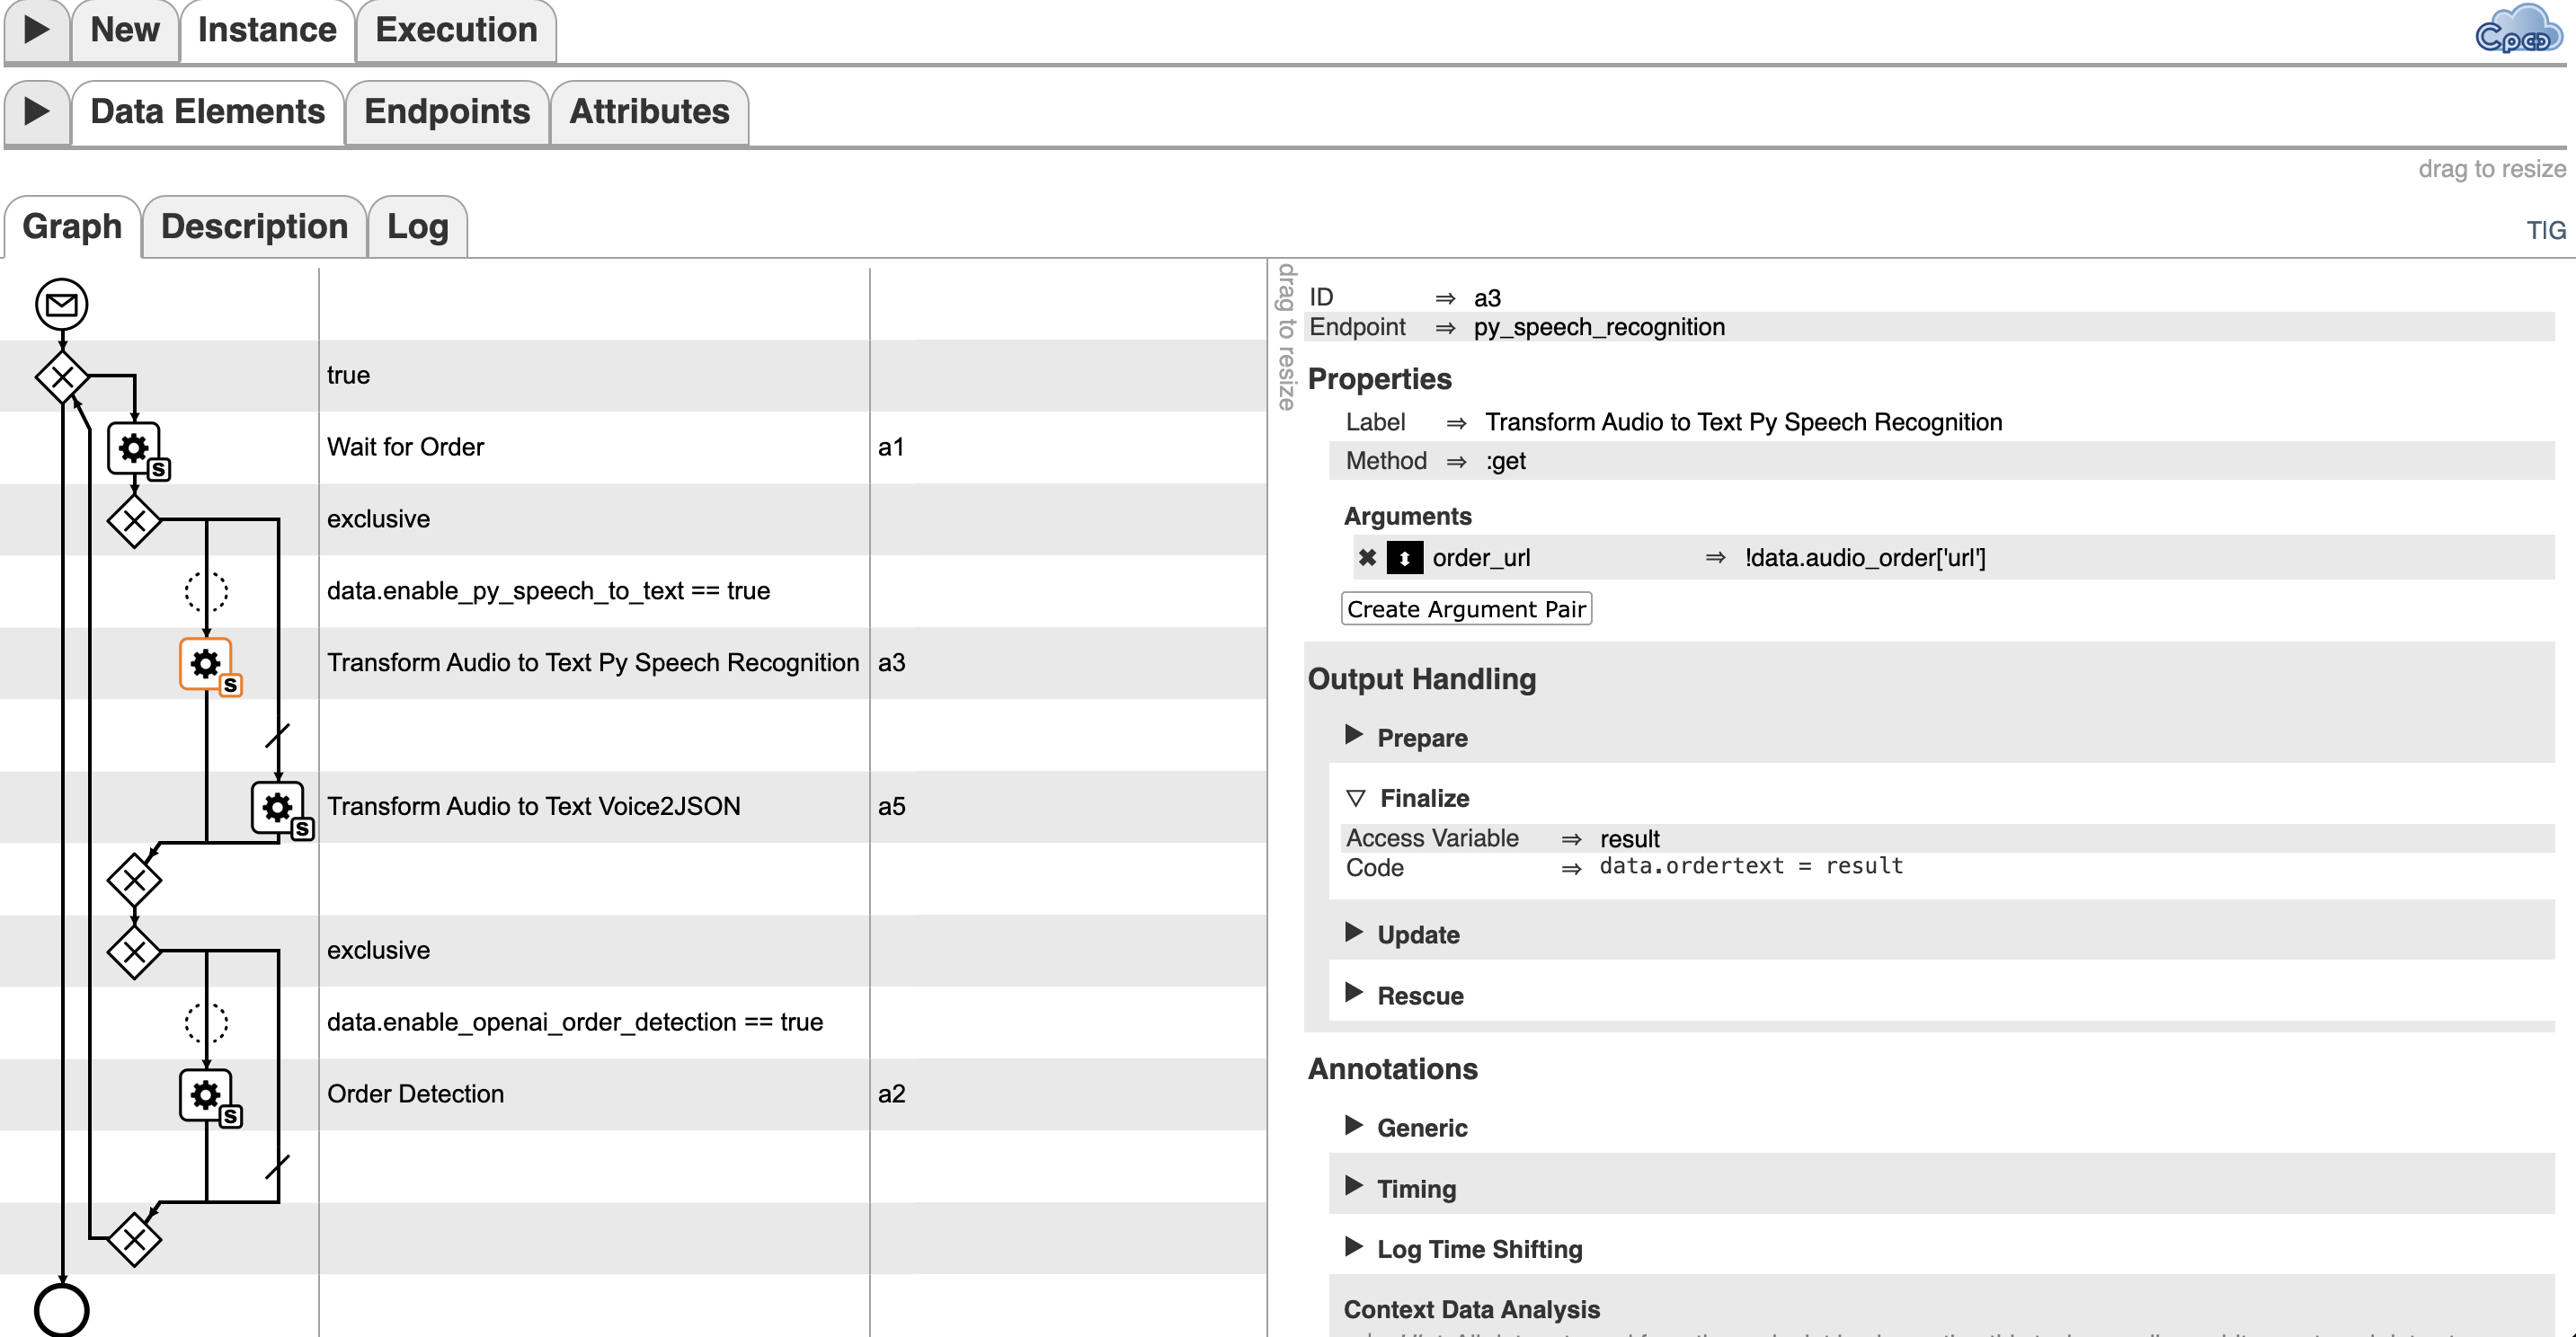 ▶ New Instance Execution
Cpee
▶ Data Elements Endpoints Attributes
drag to resize
Graph Description Log
TIG
true
Wait for Order a1
S
exclusive
data.enable_py_speech_to_text == true
Transform Audio to Text Py Speech Recognition a3
S
Transform Audio to Text Voice2JSON a5
S
exclusive
data.enable_openai_order_detection == true
Order Detection a2
S
drag to resize
ID ⇒ a3
Endpoint ⇒ py_speech_recognition
Properties
Label ⇒ Transform Audio to Text Py Speech Recognition
Method ⇒ :get
Arguments
✖ order_url ⇒ !data.audio_order['url']
Create Argument Pair
Output Handling
▶ Prepare
▽ Finalize
Access Variable ⇒ result
Code ⇒ data.ordertext = result
▶ Update
▶ Rescue
Annotations
▶ Generic
▶ Timing
▶ Log Time Shifting
Context Data Analysis